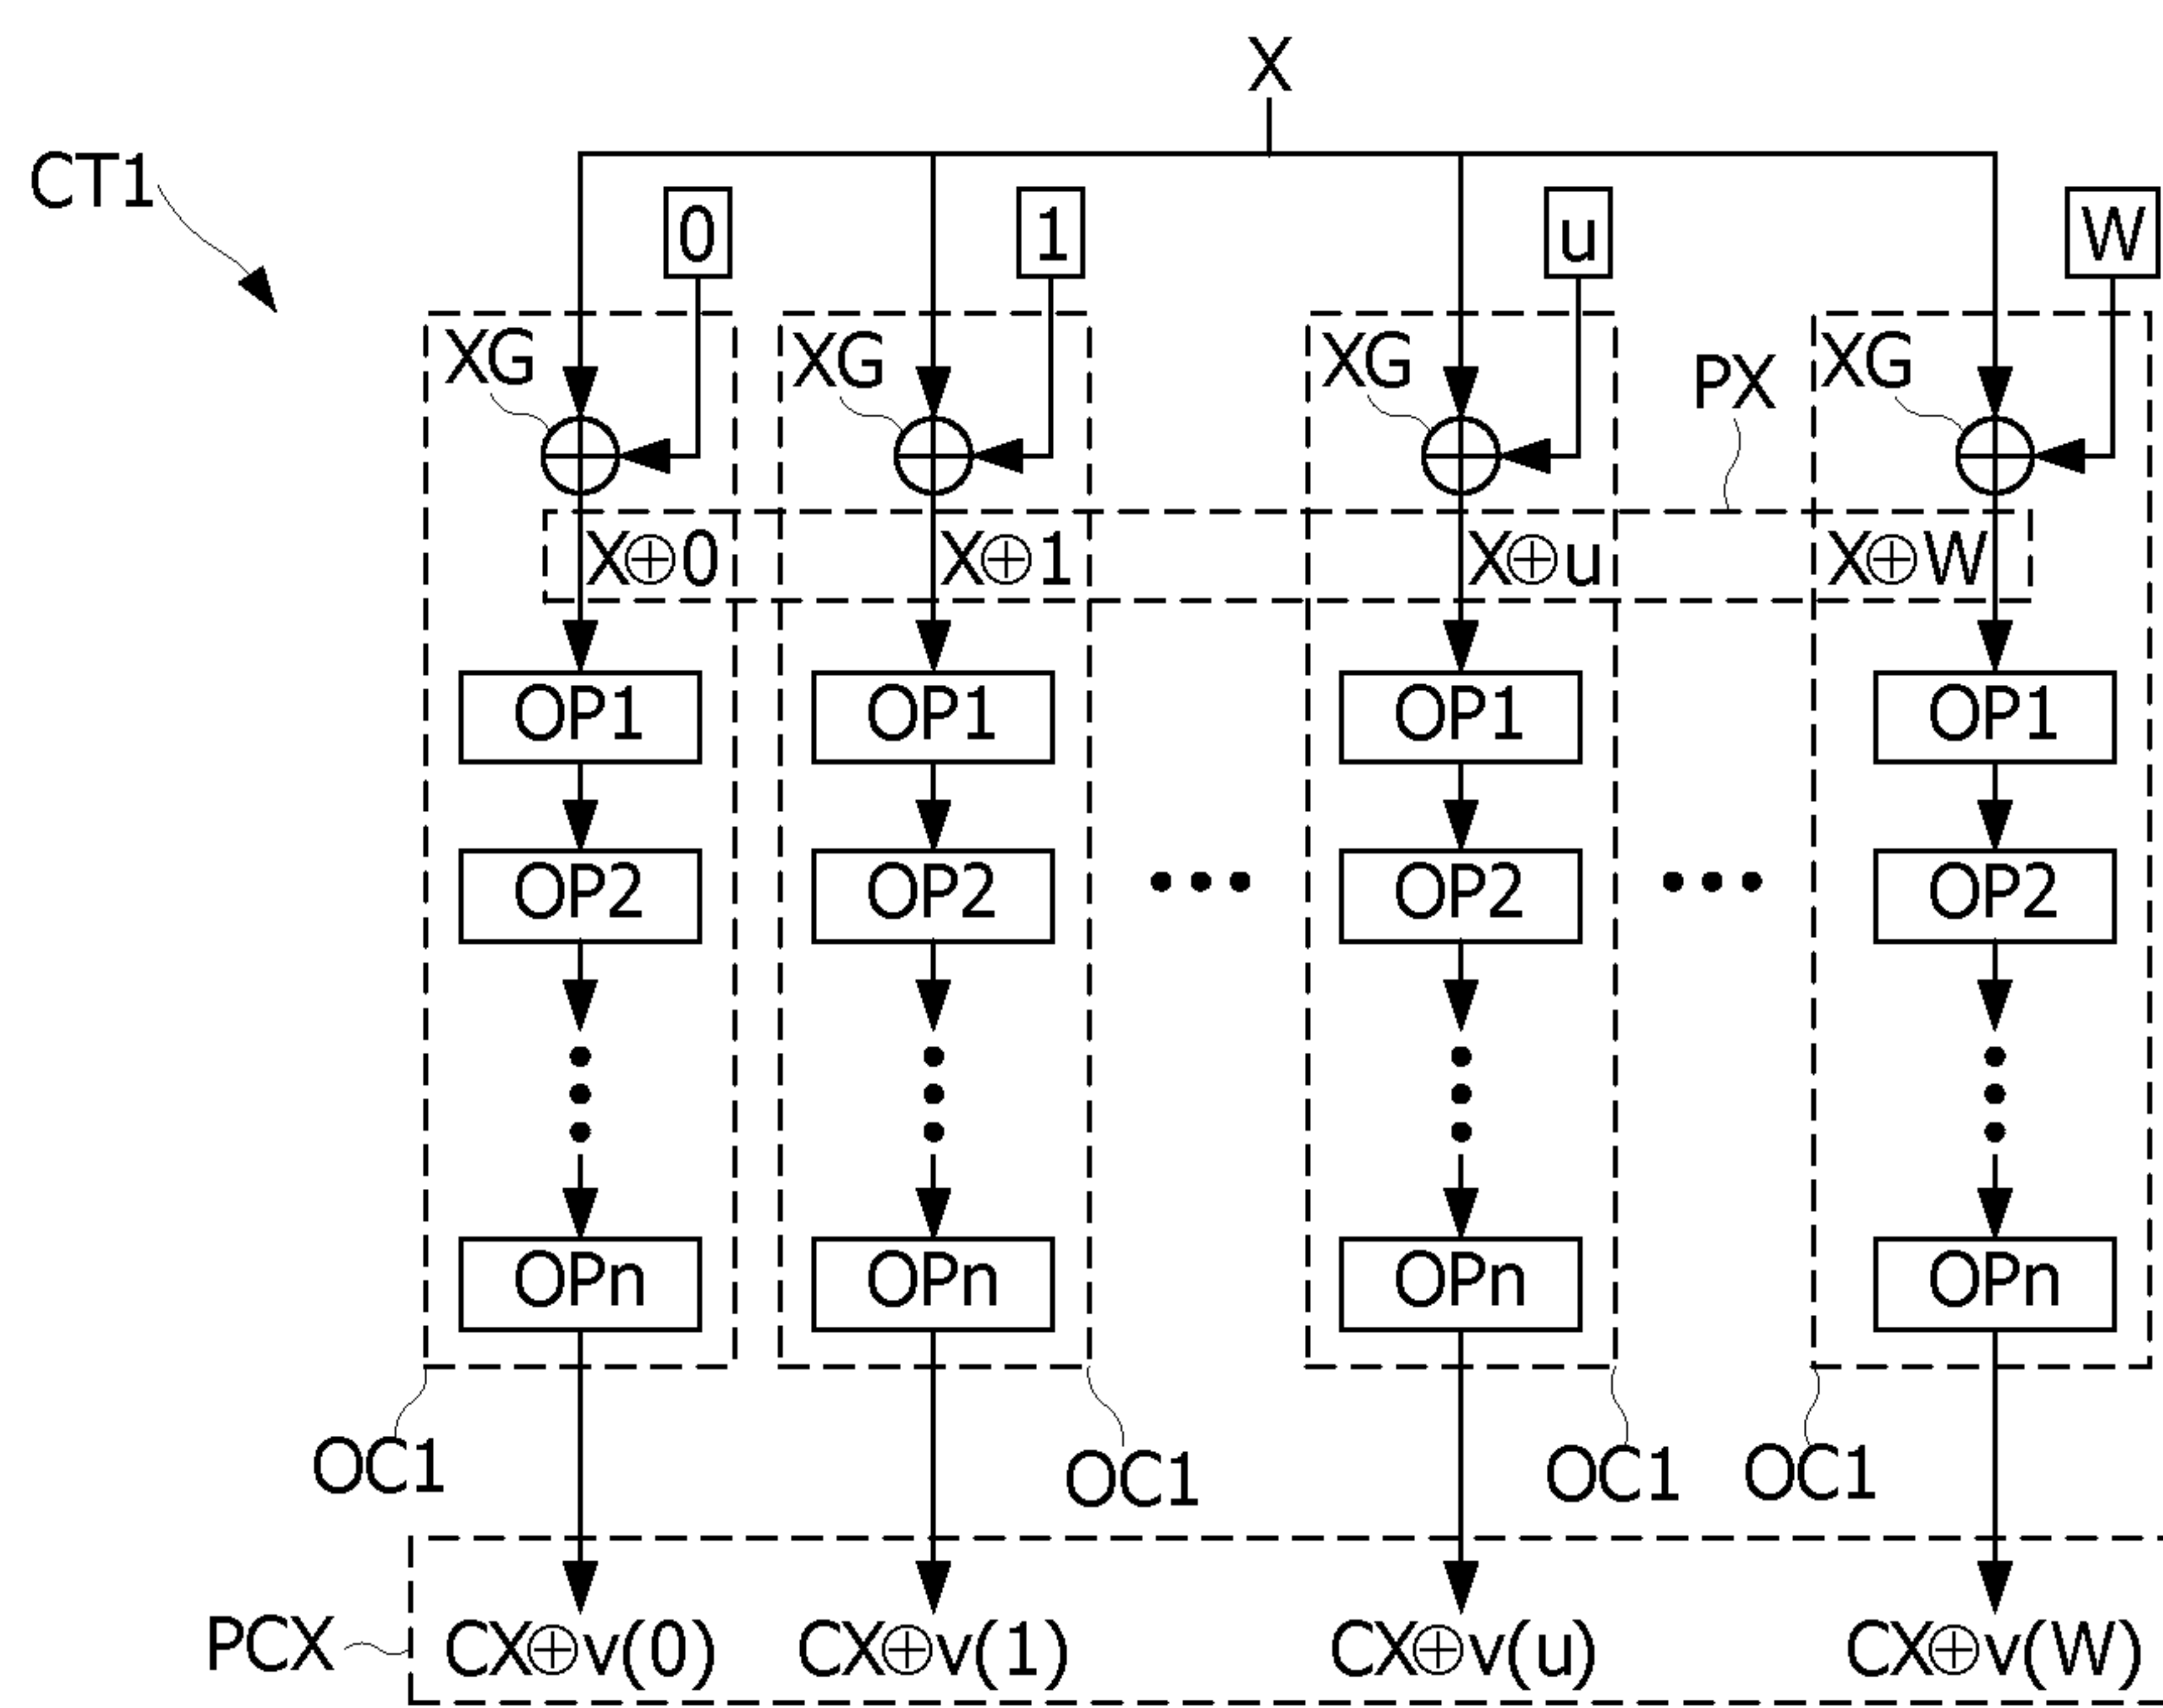 X
CT1
0 1 u W
XG XG XG PX XG
X⊕0 X⊕1 X⊕u X⊕W
OP1 OP1 OP1 OP1
OP2 OP2 ••• OP2 ••• OP2
OPn OPn OPn OPn
OC1 OC1 OC1 OC1
PCX CX⊕v(0) CX⊕v(1) CX⊕v(u) CX⊕v(W)